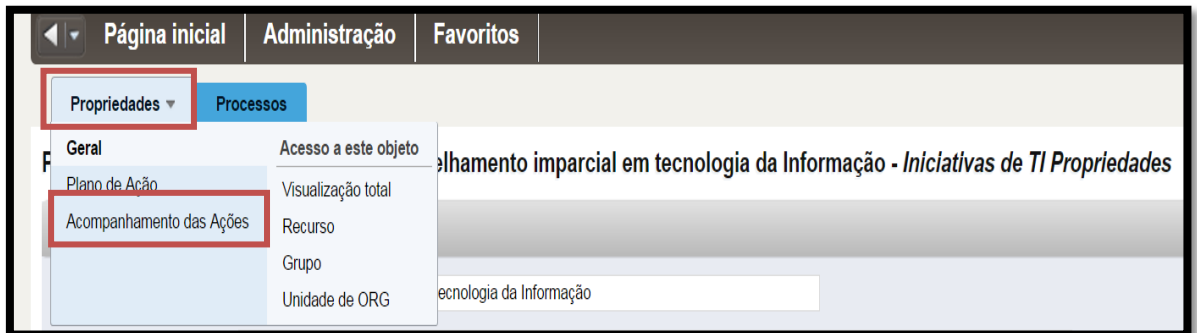 Página inicial Administração Favoritos
Propriedades Processos
Geral Acesso a este objeto
elhamento imparcial em tecnologia da Informação - Iniciativas de TI Propriedades
Plano de Ação Visualização total
Acompanhamento das Ações Recurso
Grupo
Unidade de ORG ecnologia da Informação